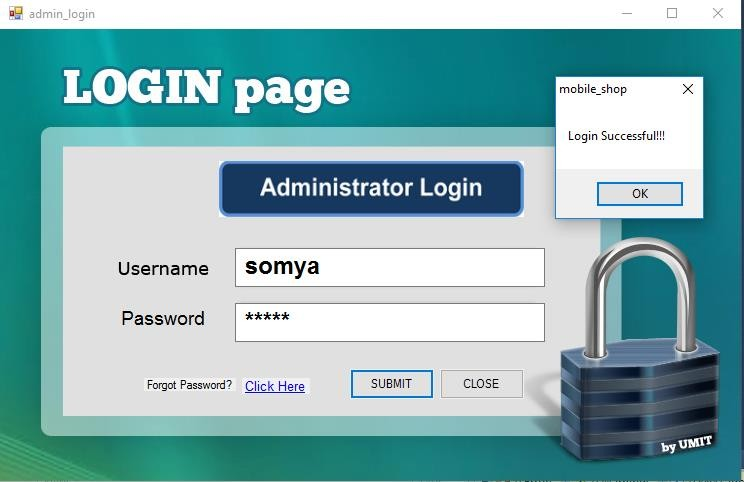 admin_login
LOGIN page
mobile_shop
Login Successful!!!
OK
Administrator Login
Username
somya
Password
*****
Forgot Password?
Click Here
SUBMIT
CLOSE
by UMIT